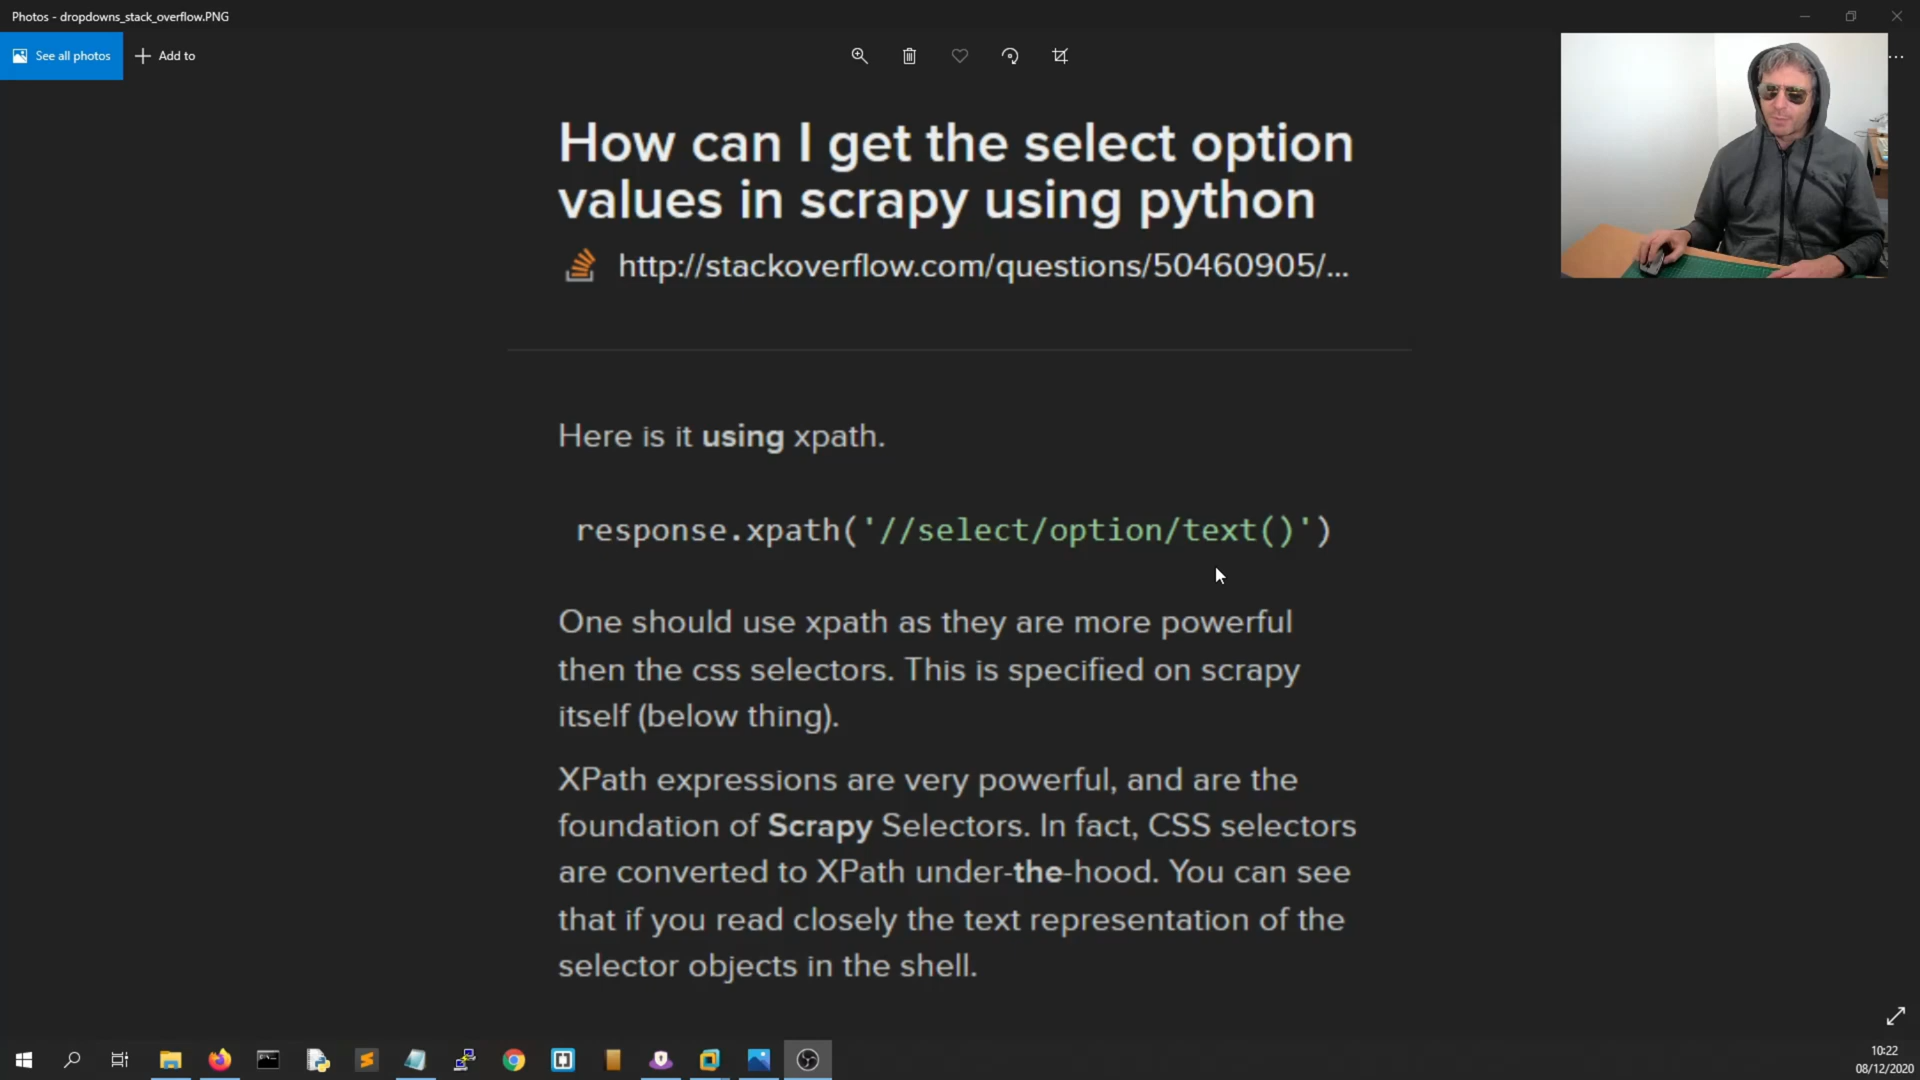 Photos - dropdowns_stack_overflow.PNG
See all photos
Add to
How can I get the select option
values in scrapy using python
http://stackoverflow.com/questions/50460905/...
Here is it using xpath.
response.xpath('//select/option/text()')
One should use xpath as they are more powerful
then the css selectors. This is specified on scrapy
itself (below thing).
XPath expressions are very powerful, and are the
foundation of Scrapy Selectors. In fact, CSS selectors
are converted to XPath under-the-hood. You can see
that if you read closely the text representation of the
selector objects in the shell.
10:22
08/12/2020